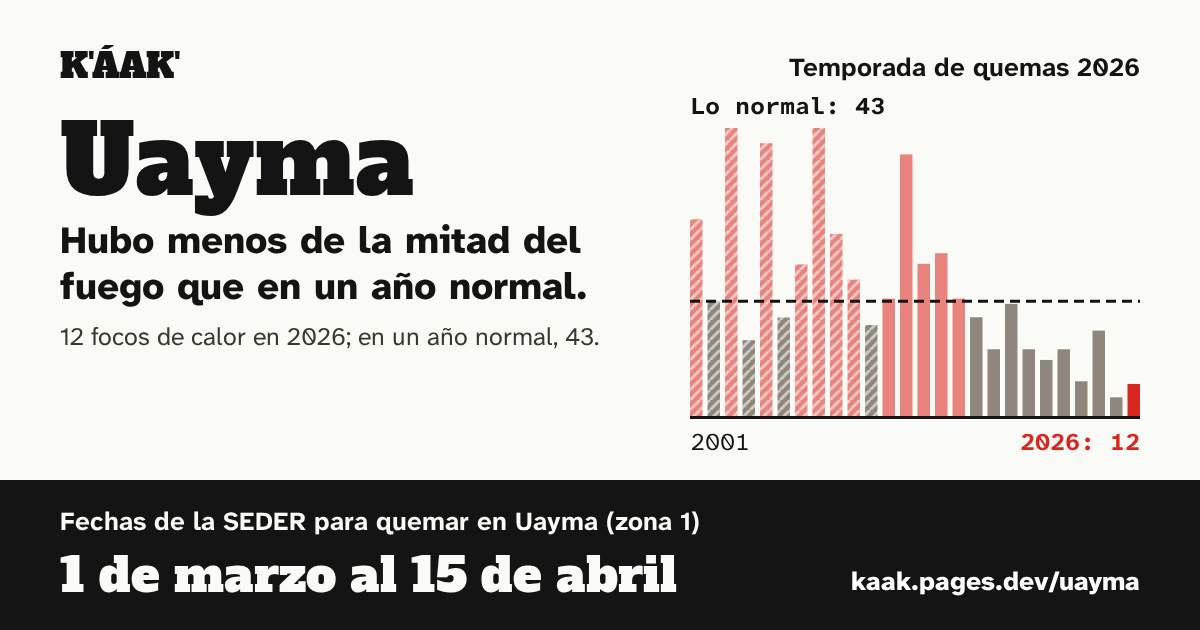 K'ÁAK'
Uayma
Hubo menos de la mitad del
fuego que en un año normal.
12 focos de calor en 2026; en un año normal, 43.
Temporada de quemas 2026
Lo normal: 43
2001
2026: 12
Fechas de la SEDER para quemar en Uayma (zona 1)
1 de marzo al 15 de abril
kaak.pages.dev/uayma